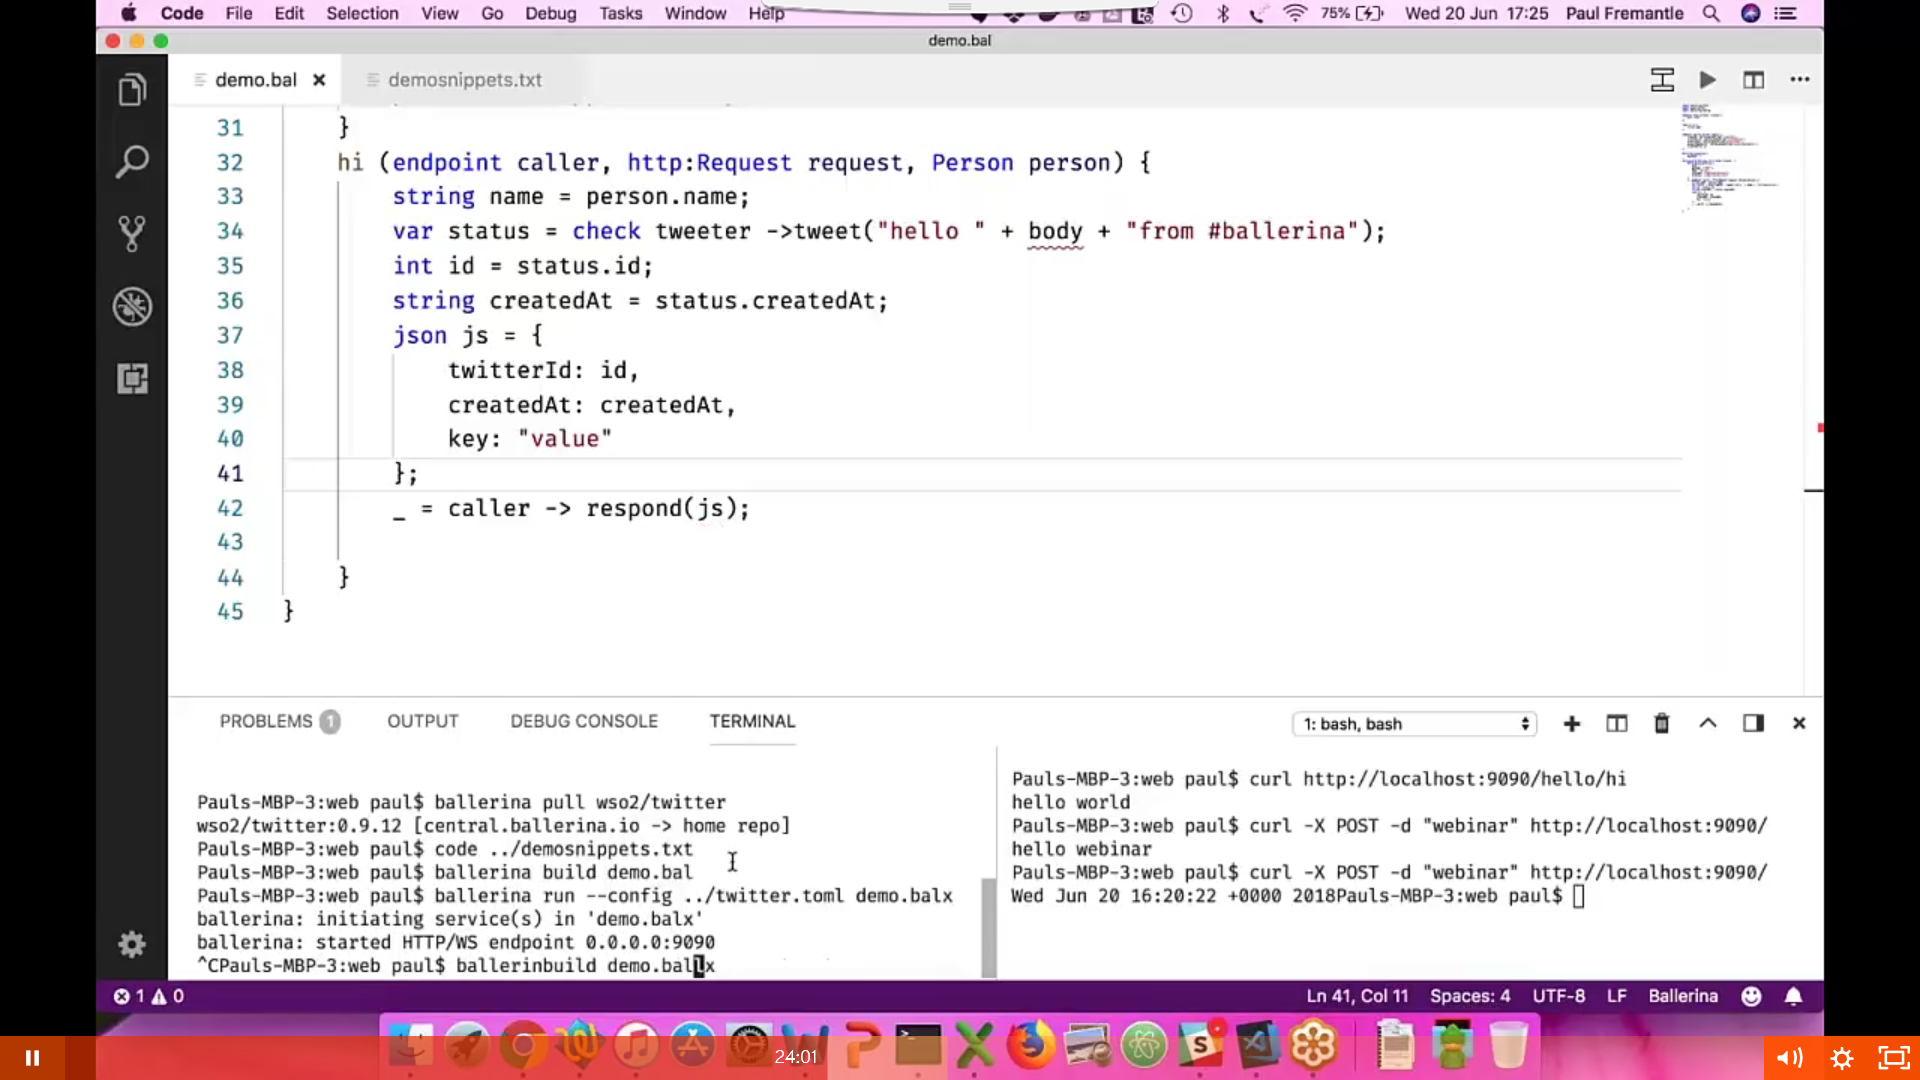 Code File Edit Selection View Go Debug Tasks Window Help 75% Wed 20 Jun 17:25 Paul Fremantle
demo.bal
demo.bal demosnippets.txt
31 }
32 hi (endpoint caller, http:Request request, Person person) {
33 string name = person.name;
34 var status = check tweeter ->tweet("hello " + body + "from #ballerina");
35 int id = status.id;
36 string createdAt = status.createdAt;
37 json js = {
38 twitterId: id,
39 createdAt: createdAt,
40 key: "value"
41 };
42 _ = caller -> respond(js);
43
44 }
45 }
PROBLEMS 1 OUTPUT DEBUG CONSOLE TERMINAL 1: bash, bash
Pauls-MBP-3:web paul$ ballerina pull wso2/twitter
wso2/twitter:0.9.12 [central.ballerina.io -> home repo]
Pauls-MBP-3:web paul$ code ../demosnippets.txt
Pauls-MBP-3:web paul$ ballerina build demo.bal
Pauls-MBP-3:web paul$ ballerina run --config ../twitter.toml demo.balx
ballerina: initiating service(s) in 'demo.balx'
ballerina: started HTTP/WS endpoint 0.0.0.0:9090
^CPauls-MBP-3:web paul$ ballerinbuild demo.ballx
Pauls-MBP-3:web paul$ curl http://localhost:9090/hello/hi
hello world
Pauls-MBP-3:web paul$ curl -X POST -d "webinar" http://localhost:9090/
hello webinar
Pauls-MBP-3:web paul$ curl -X POST -d "webinar" http://localhost:9090/
Wed Jun 20 16:20:22 +0000 2018Pauls-MBP-3:web paul$
1 0 Ln 41, Col 11 Spaces: 4 UTF-8 LF Ballerina
24:01